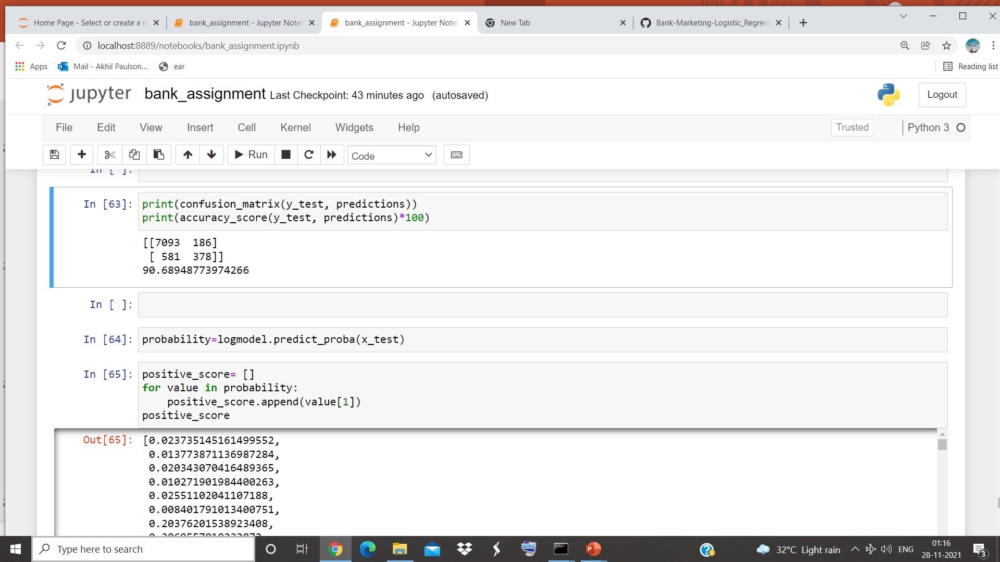 Home Page - Select or create a n
bank_assignment - Jupyter Noteb
bank_assignment - Jupyter Noteb
New Tab
Bank-Marketing-Logistic_Regress
localhost:8889/notebooks/bank_assignment.ipynb
Apps
Mail - Akhil Paulson...
ear
Reading list
jupyter bank_assignment Last Checkpoint: 43 minutes ago (autosaved)
Logout
File Edit View Insert Cell Kernel Widgets Help
Trusted
Python 3
Run
Code
In [ ]:
In [63]: print(confusion_matrix(y_test, predictions))
print(accuracy_score(y_test, predictions)*100)
[[7093 186]
[ 581 378]]
90.68948773974266
In [ ]:
In [64]: probability=logmodel.predict_proba(x_test)
In [65]: positive_score= []
for value in probability:
positive_score.append(value[1])
positive_score
Out[65]: [0.023735145161499552,
0.013773871136987284,
0.020343070416489365,
0.010271901984400263,
0.02551102041107188,
0.008401791013400751,
0.20376201538923408,
Type here to search
32°C Light rain
ENG
01:16
28-11-2021
3